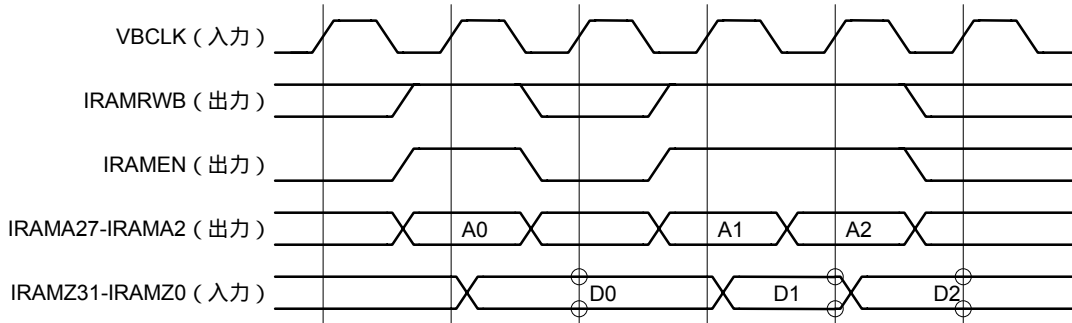 VBCLK（入力）
IRAMRWB（出力）
IRAMEN（出力）
IRAMA27-IRAMA2（出力） A0 A1 A2
IRAMZ31-IRAMZ0（入力） D0 D1 D2